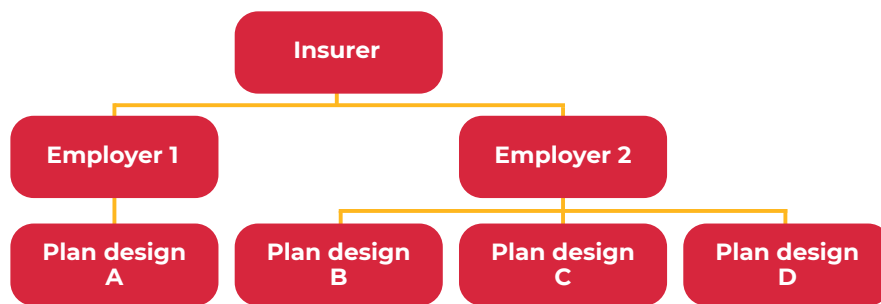 Insurer
Employer 1
Employer 2
Plan design
A
Plan design
B
Plan design
C
Plan design
D